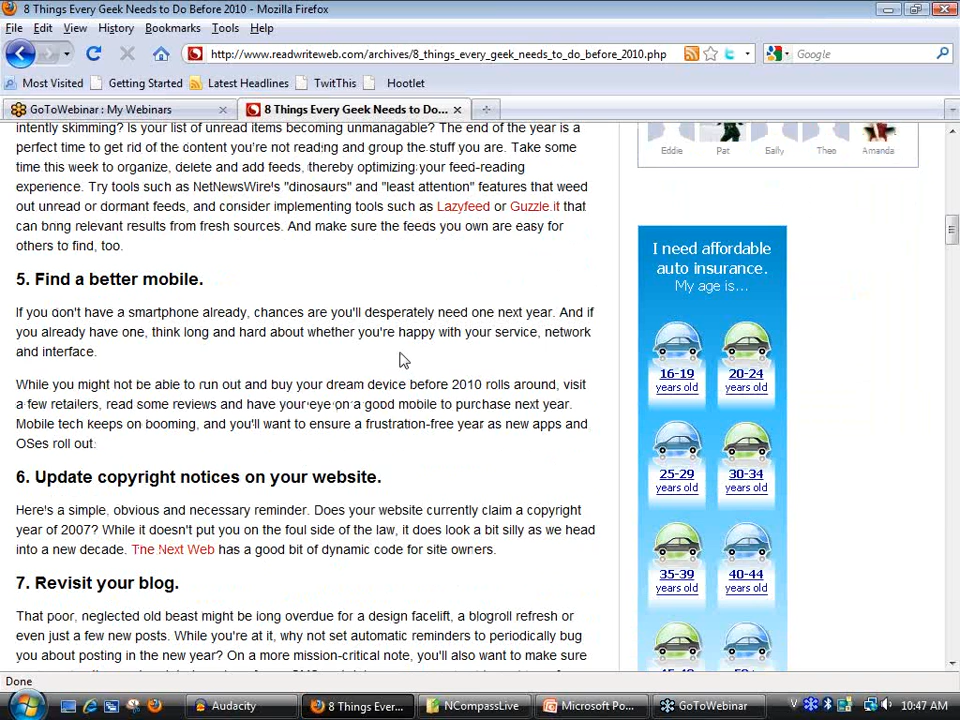 8 Things Every Geek Needs to Do Before 2010 - Mozilla Firefox
File Edit View History Bookmarks Tools Help
http://www.readwriteweb.com/archives/8_things_every_geek_needs_to_do_before_2010.php
Google
Most Visited Getting Started Latest Headlines TwitThis Hootlet
GoToWebinar : My Webinars
8 Things Every Geek Needs to Do...
intently skimming? Is your list of unread items becoming unmanagable? The end of the year is a
perfect time to get rid of the content you're not reading and group the stuff you are. Take some
time this week to organize, delete and add feeds, thereby optimizing your feed-reading
experience. Try tools such as NetNewsWire's "dinosaurs" and "least attention" features that weed
out unread or dormant feeds, and consider implementing tools such as Lazyfeed or Guzzle.it that
can bring relevant results from fresh sources. And make sure the feeds you own are easy for
others to find, too.
5. Find a better mobile.
If you don't have a smartphone already, chances are you'll desperately need one next year. And if
you already have one, think long and hard about whether you're happy with your service, network
and interface.
While you might not be able to run out and buy your dream device before 2010 rolls around, visit
a few retailers, read some reviews and have your eye on a good mobile to purchase next year.
Mobile tech keeps on booming, and you'll want to ensure a frustration-free year as new apps and
OSes roll out.
6. Update copyright notices on your website.
Here's a simple, obvious and necessary reminder. Does your website currently claim a copyright
year of 2007? While it doesn't put you on the foul side of the law, it does look a bit silly as we head
into a new decade. The Next Web has a good bit of dynamic code for site owners.
7. Revisit your blog.
That poor, neglected old beast might be long overdue for a design facelift, a blogroll refresh or
even just a few new posts. While you're at it, why not set automatic reminders to periodically bug
you about posting in the new year? On a more mission-critical note, you'll also want to make sure
Eddie Pat Sally Theo Amanda
I need affordable
auto insurance.
My age is...
16-19 years old
20-24 years old
25-29 years old
30-34 years old
35-39 years old
40-44 years old
Done
Audacity
8 Things Ever...
NCompassLive
Microsoft Po...
GoToWebinar
10:47 AM